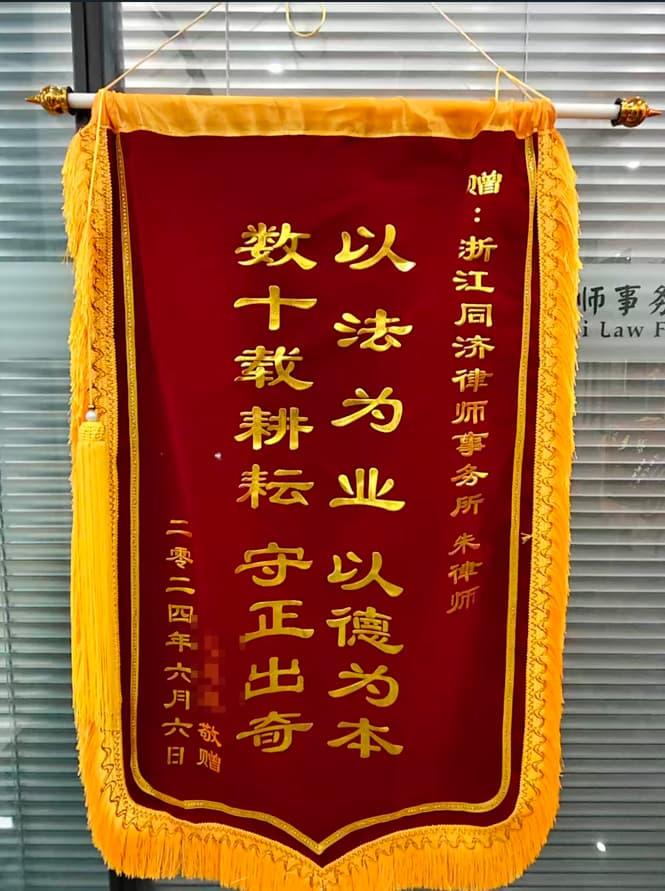 赠：浙江同济律师事务所 朱律师
以法为业 以德为本
数十载耕耘 守正出奇
敬赠
二零二四年六月六日
师事务
i Law F